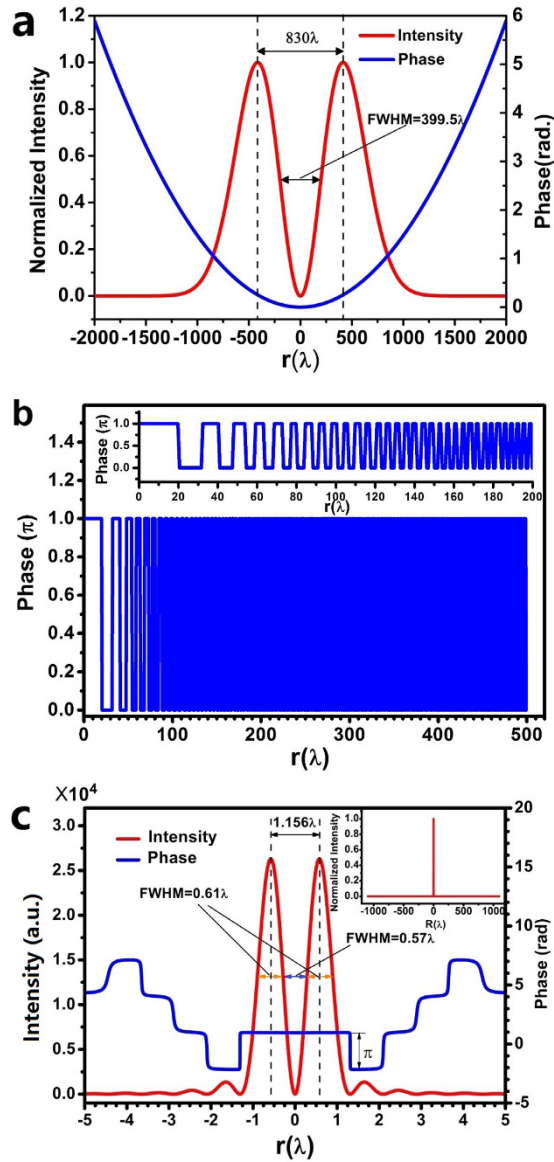 a
830λ
Intensity
Phase
FWHM=399.5λ
Normalized Intensity
Phase(rad.)
1.2
1.0
0.8
0.6
0.4
0.2
0.0
6
5
4
3
2
1
0
-2000 -1500 -1000 -500 0 500 1000 1500 2000
r(λ)
b
Phase (π)
1.0
0.5
0.0
0 20 40 60 80 100 120 140 160 180 200
r(λ)
Phase (π)
1.4
1.2
1.0
0.8
0.6
0.4
0.2
0.0
0 100 200 300 400 500
r(λ)
c
X10⁴
1.156λ
Intensity
Phase
FWHM=0.61λ
FWHM=0.57λ
π
Normalized Intensity
1.0
0.8
0.6
0.4
0.2
0.0
-1000 -500 0 500 1000
R(λ)
Intensity (a.u.)
3.0
2.5
2.0
1.5
1.0
0.5
0.0
Phase (rad)
20
15
10
5
0
-5
-5 -4 -3 -2 -1 0 1 2 3 4 5
r(λ)